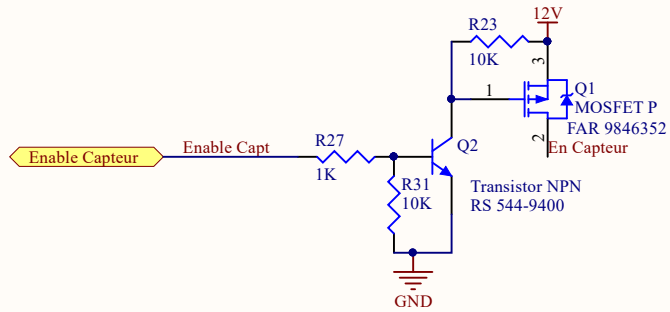 12V
R23
10K
3
1
Q1
MOSFET P
FAR 9846352
2
En Capteur
Enable Capteur
Enable Capt
R27
1K
Q2
R31
10K
Transistor NPN
RS 544-9400
GND